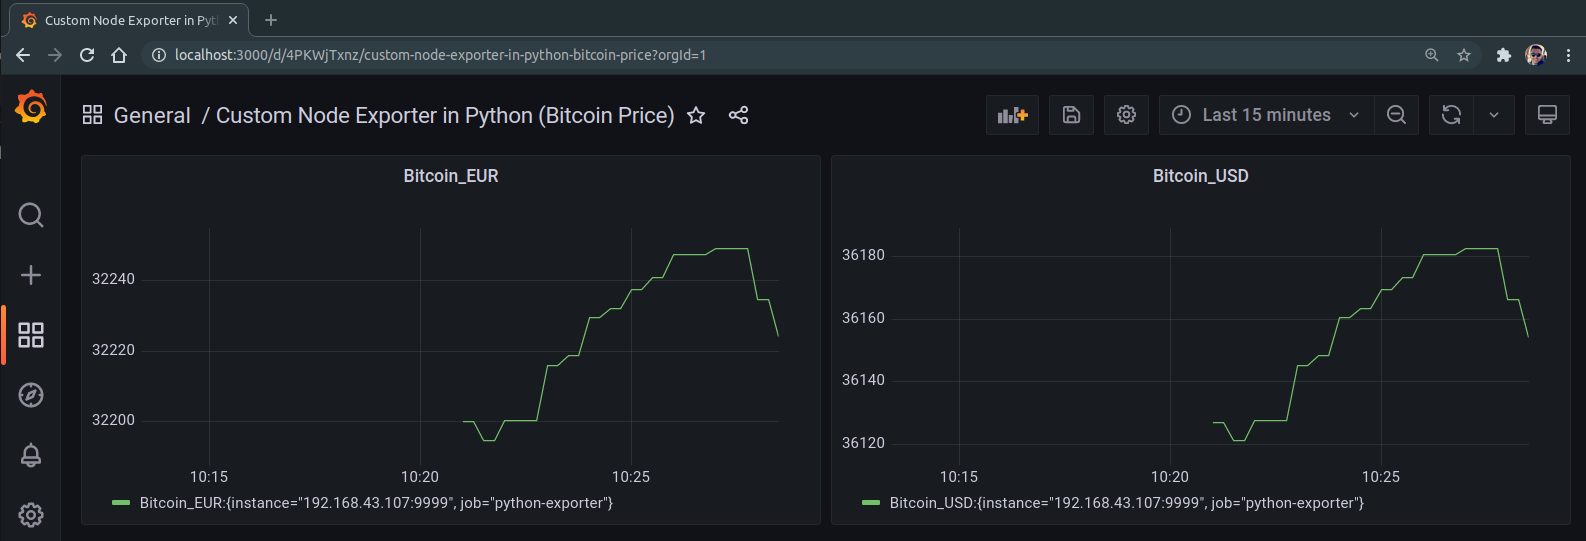 Custom Node Exporter in Pyt
localhost:3000/d/4PKWjTxnz/custom-node-exporter-in-python-bitcoin-price?orgId=1
General / Custom Node Exporter in Python (Bitcoin Price)
Last 15 minutes
Bitcoin_EUR
32240
32220
32200
10:15 10:20 10:25
Bitcoin_EUR:{instance="192.168.43.107:9999", job="python-exporter"}
Bitcoin_USD
36180
36160
36140
36120
10:15 10:20 10:25
Bitcoin_USD:{instance="192.168.43.107:9999", job="python-exporter"}